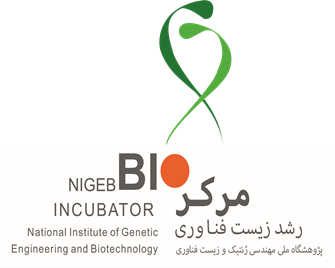 NIGEB BIO
INCUBATOR
National Institute of Genetic
Engineering and Biotechnology
مرکز
رشد زیست فناوری
پژوهشگاه ملی مهندسی ژنتیک و زیست فناوری